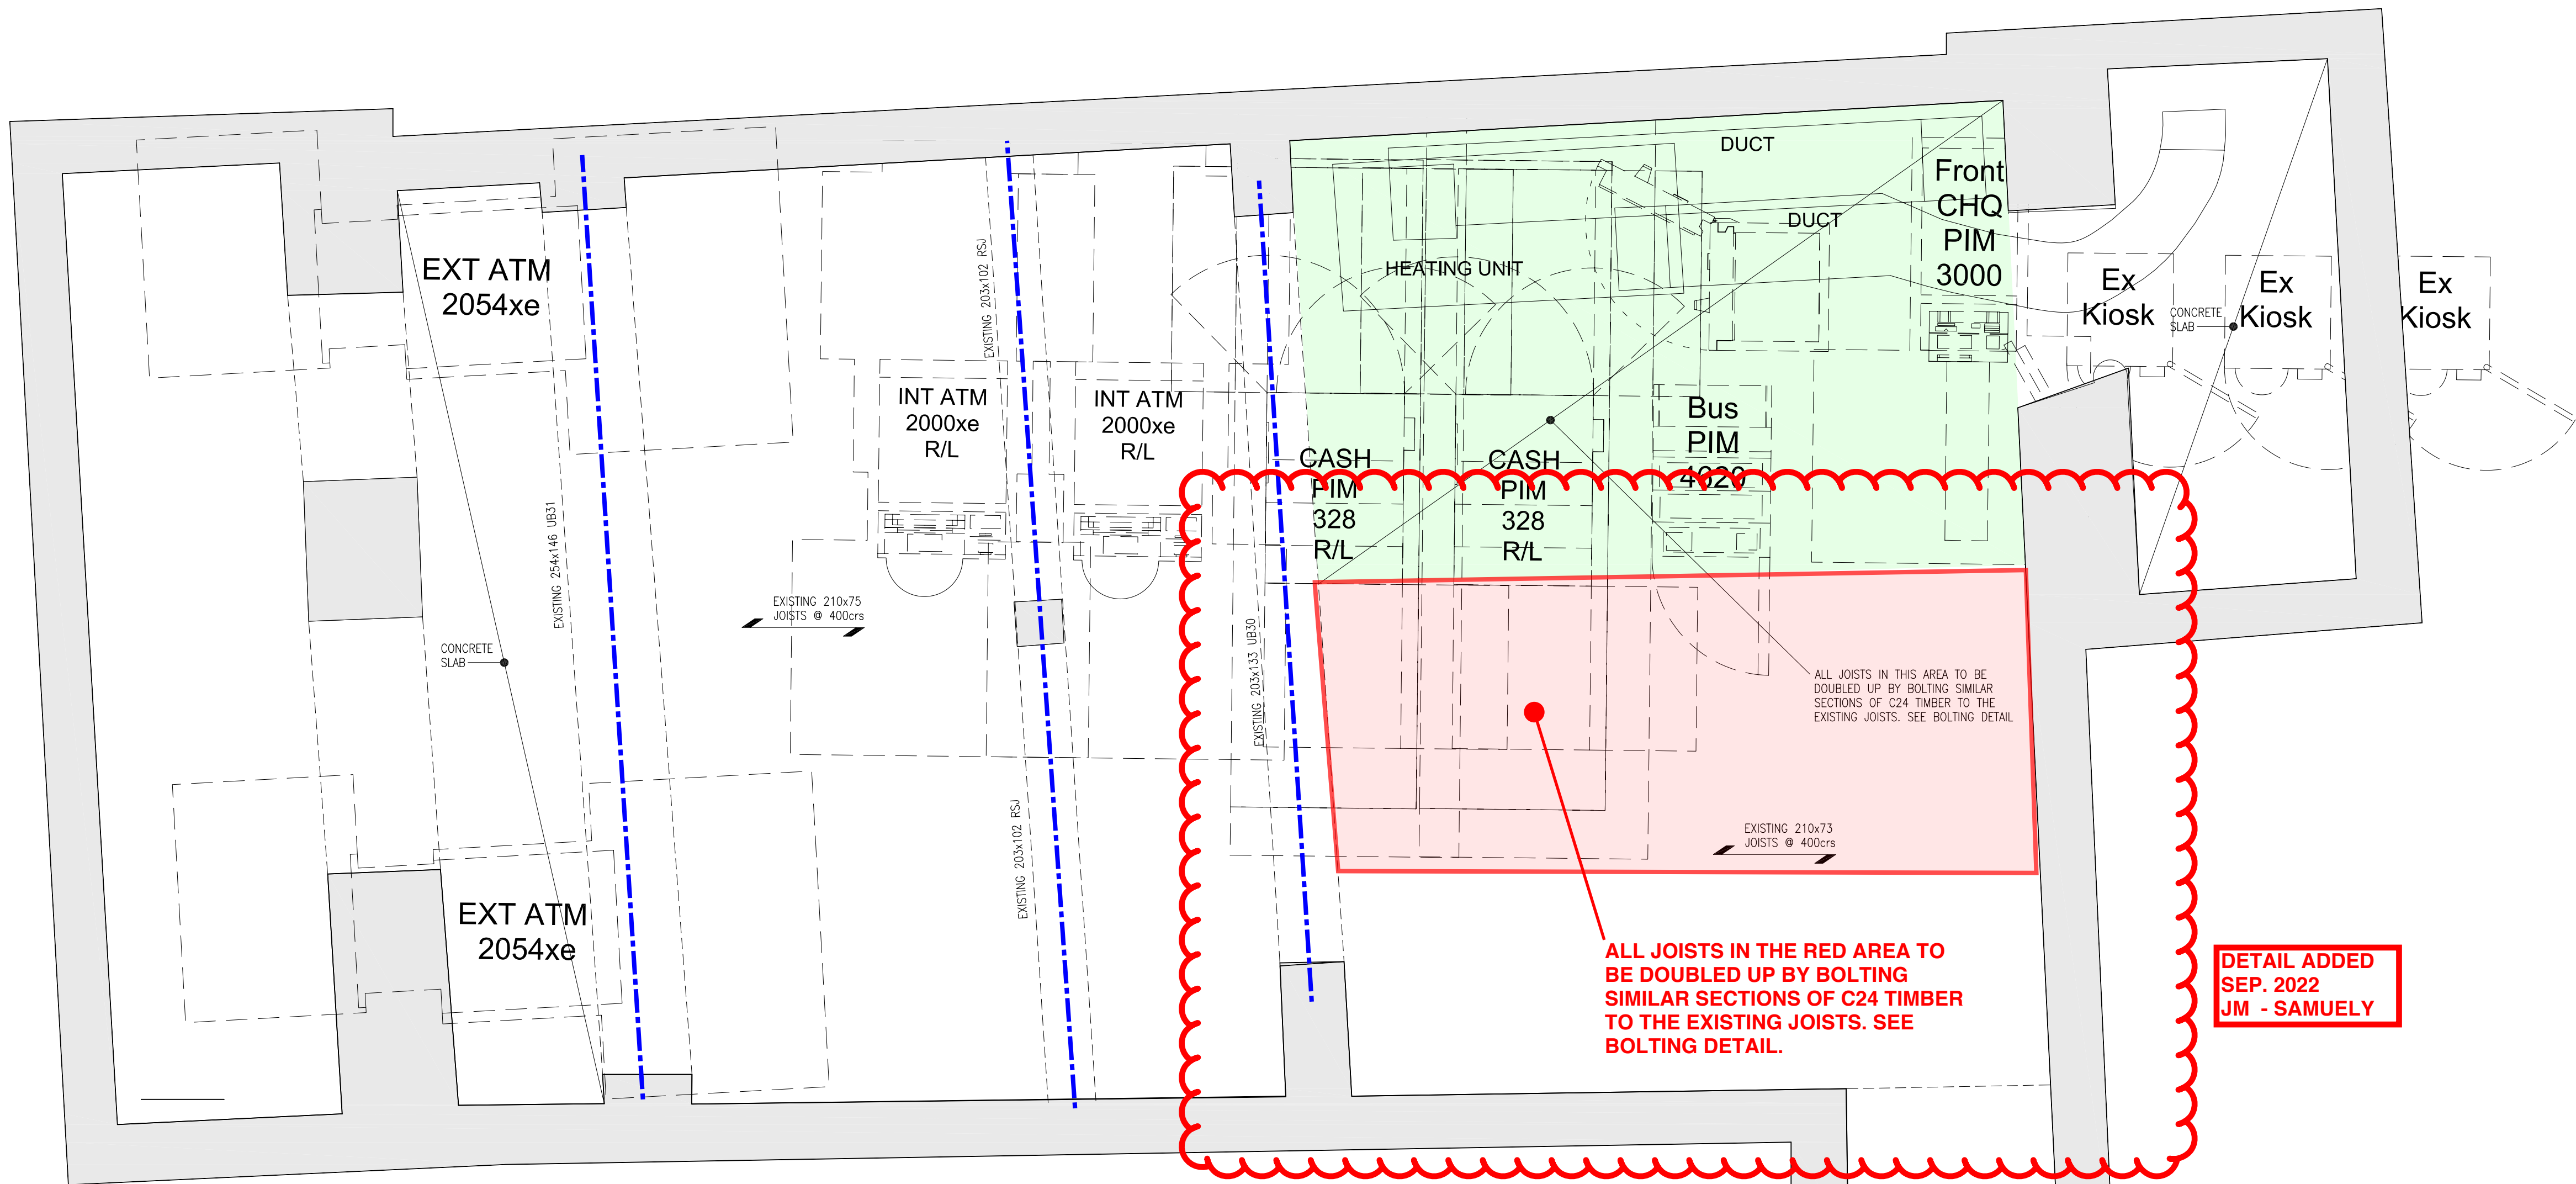 DUCT
Front
CHQ
PIM
3000
DUCT
EXT ATM
2054xe
EXISTING 203x102 RSJ
HEATING UNIT
Ex
Kiosk
CONCRETE
SLAB
Ex
Kiosk
Ex
Kiosk
INT ATM
2000xe
R/L
INT ATM
2000xe
R/L
Bus
PIM
4620
CASH
PIM
328
R/L
CASH
PIM
328
R/L
EXISTING 254x146 UB31
EXISTING 210x75
JOISTS @ 400crs
CONCRETE
SLAB
EXISTING 203x133 UB30
ALL JOISTS IN THIS AREA TO BE
DOUBLED UP BY BOLTING SIMILAR
SECTIONS OF C24 TIMBER TO THE
EXISTING JOISTS. SEE BOLTING DETAIL
EXISTING 203x102 RSJ
EXISTING 210x73
JOISTS @ 400crs
EXT ATM
2054xe
ALL JOISTS IN THE RED AREA TO
BE DOUBLED UP BY BOLTING
SIMILAR SECTIONS OF C24 TIMBER
TO THE EXISTING JOISTS. SEE
BOLTING DETAIL.
DETAIL ADDED
SEP. 2022
JM - SAMUELY